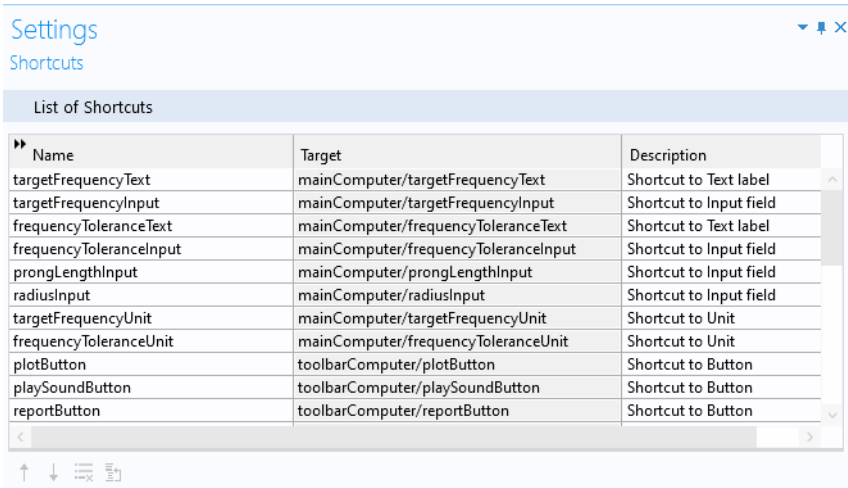 Settings
Shortcuts
List of Shortcuts
Name Target Description
targetFrequencyText mainComputer/targetFrequencyText Shortcut to Text label
targetFrequencyInput mainComputer/targetFrequencyInput Shortcut to Input field
frequencyToleranceText mainComputer/frequencyToleranceText Shortcut to Text label
frequencyToleranceInput mainComputer/frequencyToleranceInput Shortcut to Input field
prongLengthInput mainComputer/prongLengthInput Shortcut to Input field
radiusInput mainComputer/radiusInput Shortcut to Input field
targetFrequencyUnit mainComputer/targetFrequencyUnit Shortcut to Unit
frequencyToleranceUnit mainComputer/frequencyToleranceUnit Shortcut to Unit
plotButton toolbarComputer/plotButton Shortcut to Button
playSoundButton toolbarComputer/playSoundButton Shortcut to Button
reportButton toolbarComputer/reportButton Shortcut to Button